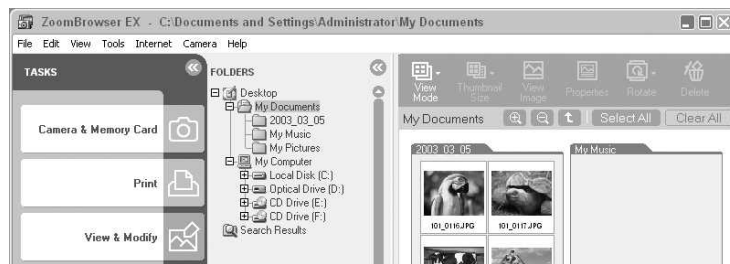 ZoomBrowser EX - C:\Documents and Settings\Administrator\My Documents
File Edit View Tools Internet Camera Help
TASKS
Camera & Memory Card
Print
View & Modify
FOLDERS
Desktop
My Documents
2003_03_05
My Music
My Pictures
My Computer
Local Disk (C:)
Optical Drive (D:)
CD Drive (E:)
CD Drive (F:)
Search Results
View Mode
Thumbnail Size
View Image
Properties
Rotate
Delete
My Documents
Select All
Clear All
2003_03_05
My Music
101_0116.JPG
101_0117.JPG